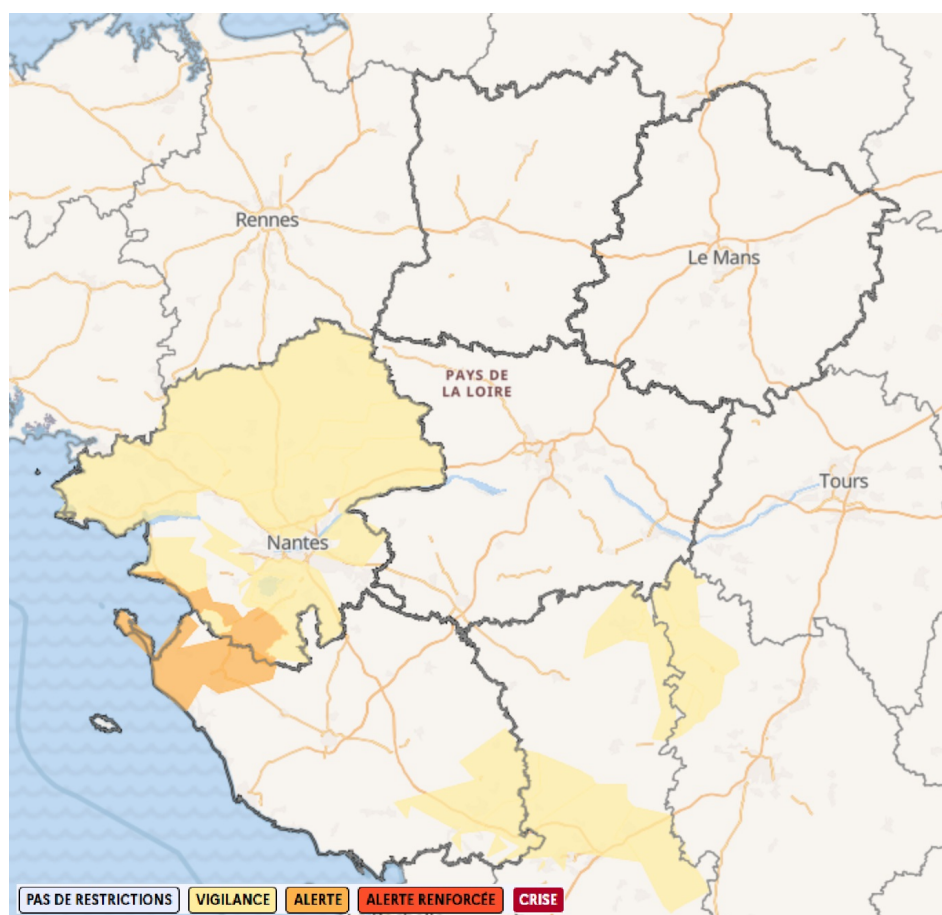 Rennes
Le Mans
PAYS DE
LA LOIRE
Tours
Nantes
PAS DE RESTRICTIONS
VIGILANCE
ALERTE
ALERTE RENFORCÉE
CRISE